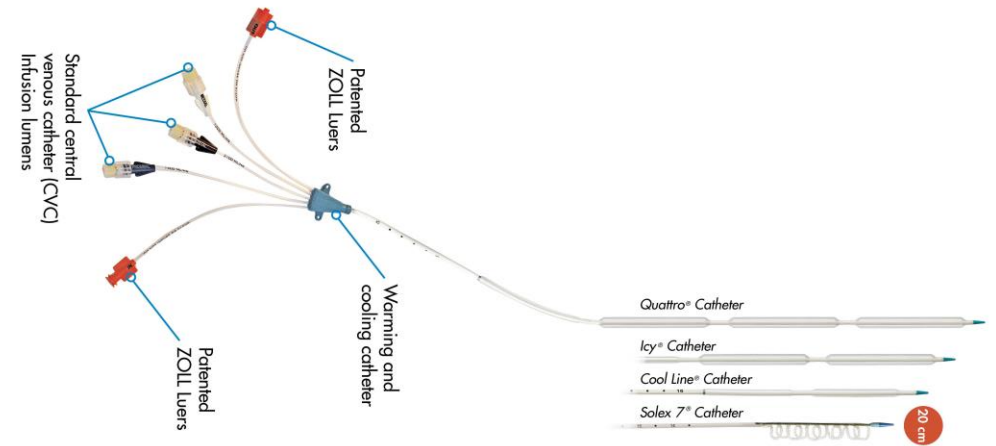 Patented
ZOLL Luers
Standard central
venous catheter (CVC)
Infusion lumens
Warming and
cooling catheter
Patented
ZOLL Luers
Quattro® Catheter
Icy® Catheter
Cool Line® Catheter
Solex 7® Catheter
20 cm